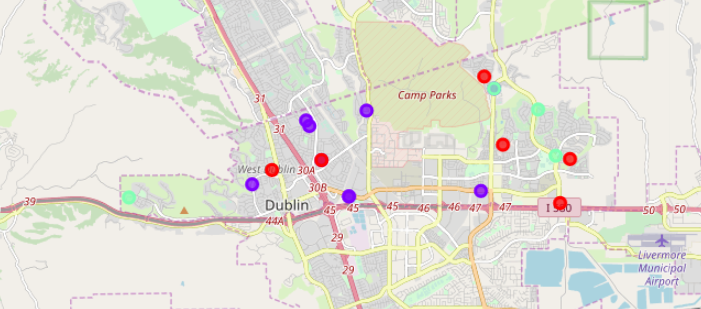 31
Camp Parks
31
West Dublin
30A
30B
39
Dublin
45
45
46
46
47
47
I 580
50
50
44A
29
29
Livermore
Municipal
Airport